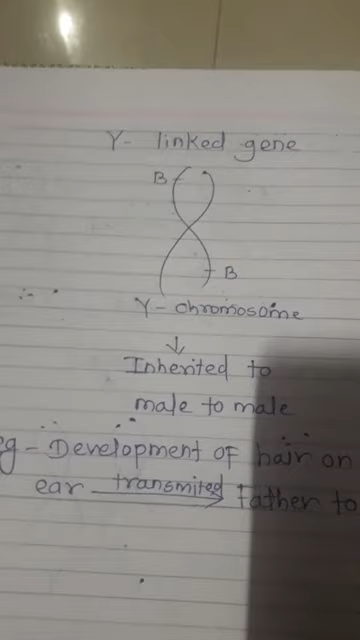 Y- linked gene
B
B
Y- chromosome
↓
Inherited to
male to male
eg - Development of hair on
ear transmited father to